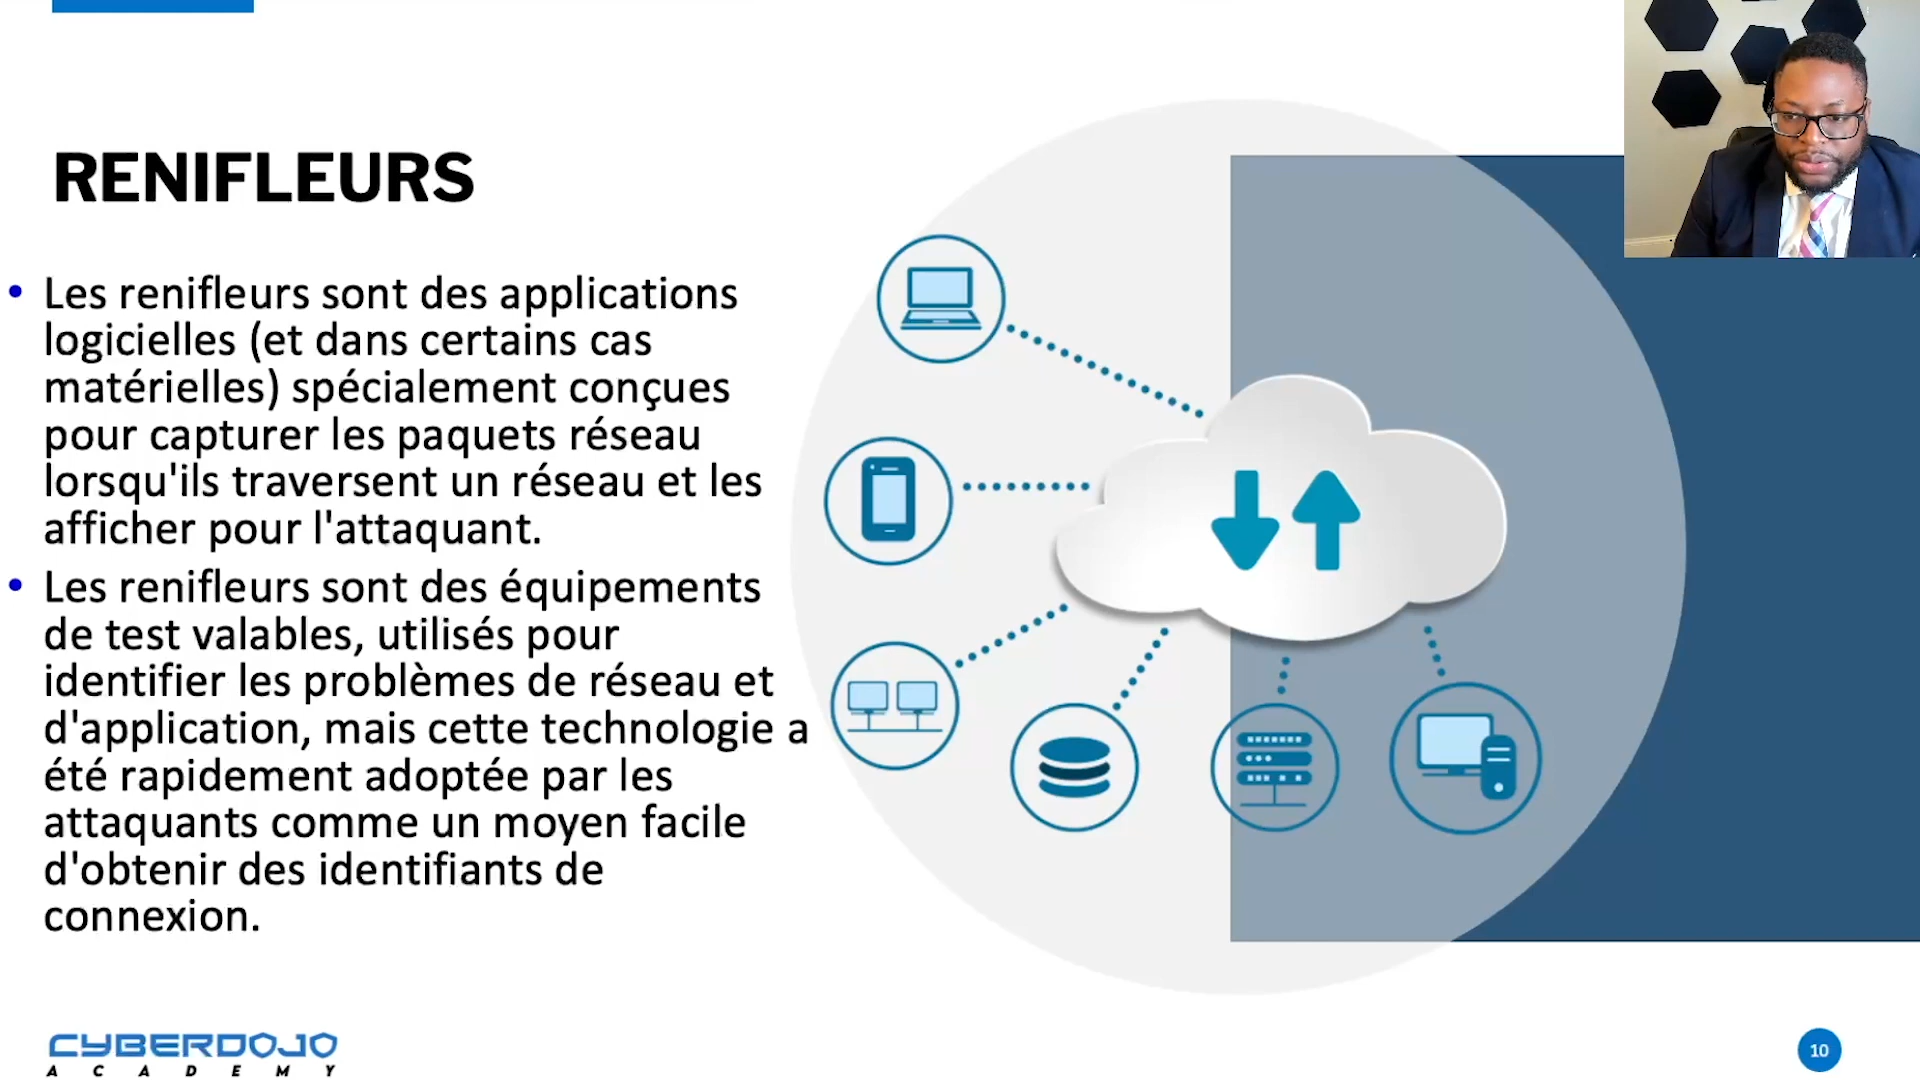 RENIFLEURS
• Les renifleurs sont des applications
logicielles (et dans certains cas
matérielles) spécialement conçues
pour capturer les paquets réseau
lorsqu'ils traversent un réseau et les
afficher pour l'attaquant.
• Les renifleurs sont des équipements
de test valables, utilisés pour
identifier les problèmes de réseau et
d'application, mais cette technologie a
été rapidement adoptée par les
attaquants comme un moyen facile
d'obtenir des identifiants de
connexion.
CYBERDOJO
ACADEMY
10